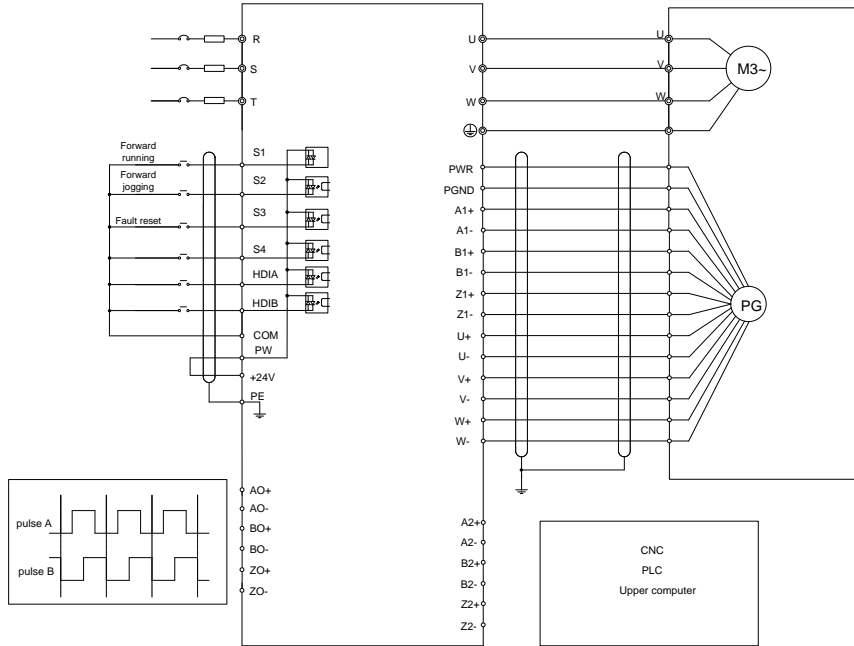 R
S
T
Forward
running
Forward
jogging
Fault reset
S1
S2
S3
S4
HDIA
HDIB
COM
PW
+24V
PE
AO+
AO-
BO+
BO-
ZO+
ZO-
pulse A
pulse B
U
V
W
U
V
W
M3~
PWR
PGND
A1+
A1-
B1+
B1-
Z1+
Z1-
U+
U-
V+
V-
W+
W-
PG
A2+
A2-
B2+
B2-
Z2+
Z2-
CNC
PLC
Upper computer